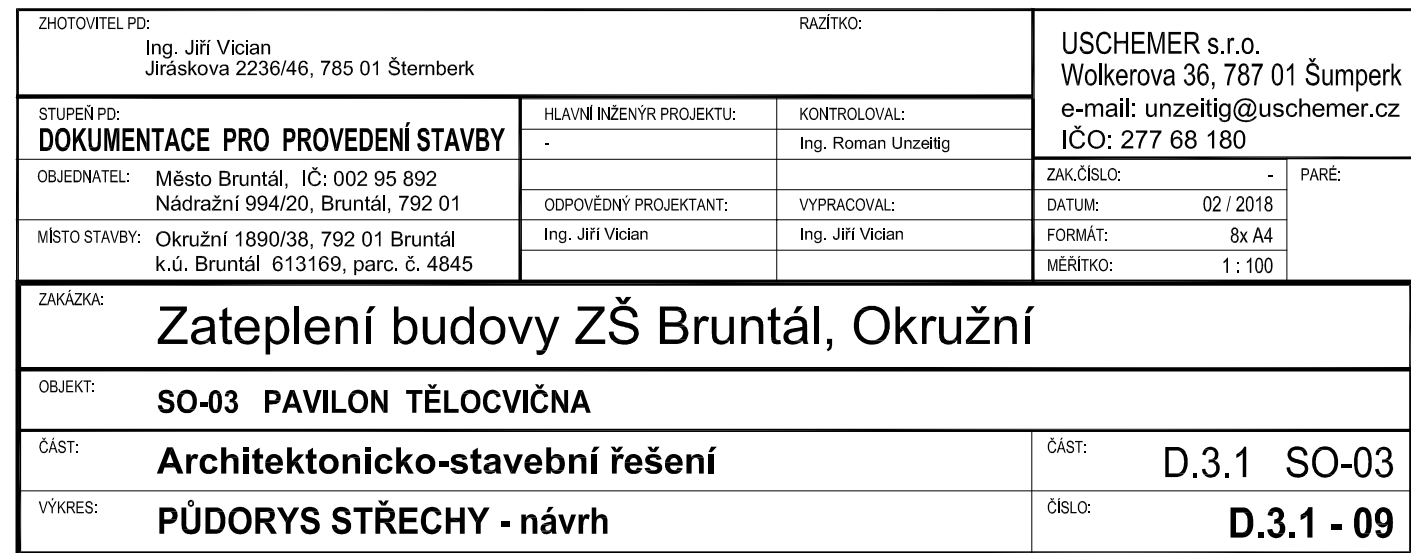 ZHOTOVITEL PD:
Ing. Jiří Vician
Jiráskova 2236/46, 785 01 Šternberk
RAZÍTKO:
USCHEMER s.r.o.
Wolkerova 36, 787 01 Šumperk
e-mail: unzeitig@uschemer.cz
IČO: 277 68 180
STUPEŇ PD:
DOKUMENTACE PRO PROVEDENÍ STAVBY
HLAVNÍ INŽENÝR PROJEKTU:
-
KONTROLOVAL:
Ing. Roman Unzeitig
OBJEDNATEL: Město Bruntál, IČ: 002 95 892
Nádražní 994/20, Bruntál, 792 01
ODPOVĚDNÝ PROJEKTANT:
Ing. Jiří Vician
VYPRACOVAL:
Ing. Jiří Vician
MÍSTO STAVBY: Okružní 1890/38, 792 01 Bruntál
k.ú. Bruntál 613169, parc. č. 4845
ZAK.ČÍSLO: -
DATUM: 02 / 2018
FORMÁT: 8x A4
MĚŘÍTKO: 1 : 100
PARÉ:
ZAKÁZKA: Zateplení budovy ZŠ Bruntál, Okružní
OBJEKT: SO-03 PAVILON TĚLOCVIČNA
ČÁST: Architektonicko-stavební řešení
ČÁST: D.3.1 SO-03
VÝKRES: PŮDORYS STŘECHY - návrh
ČÍSLO: D.3.1 - 09